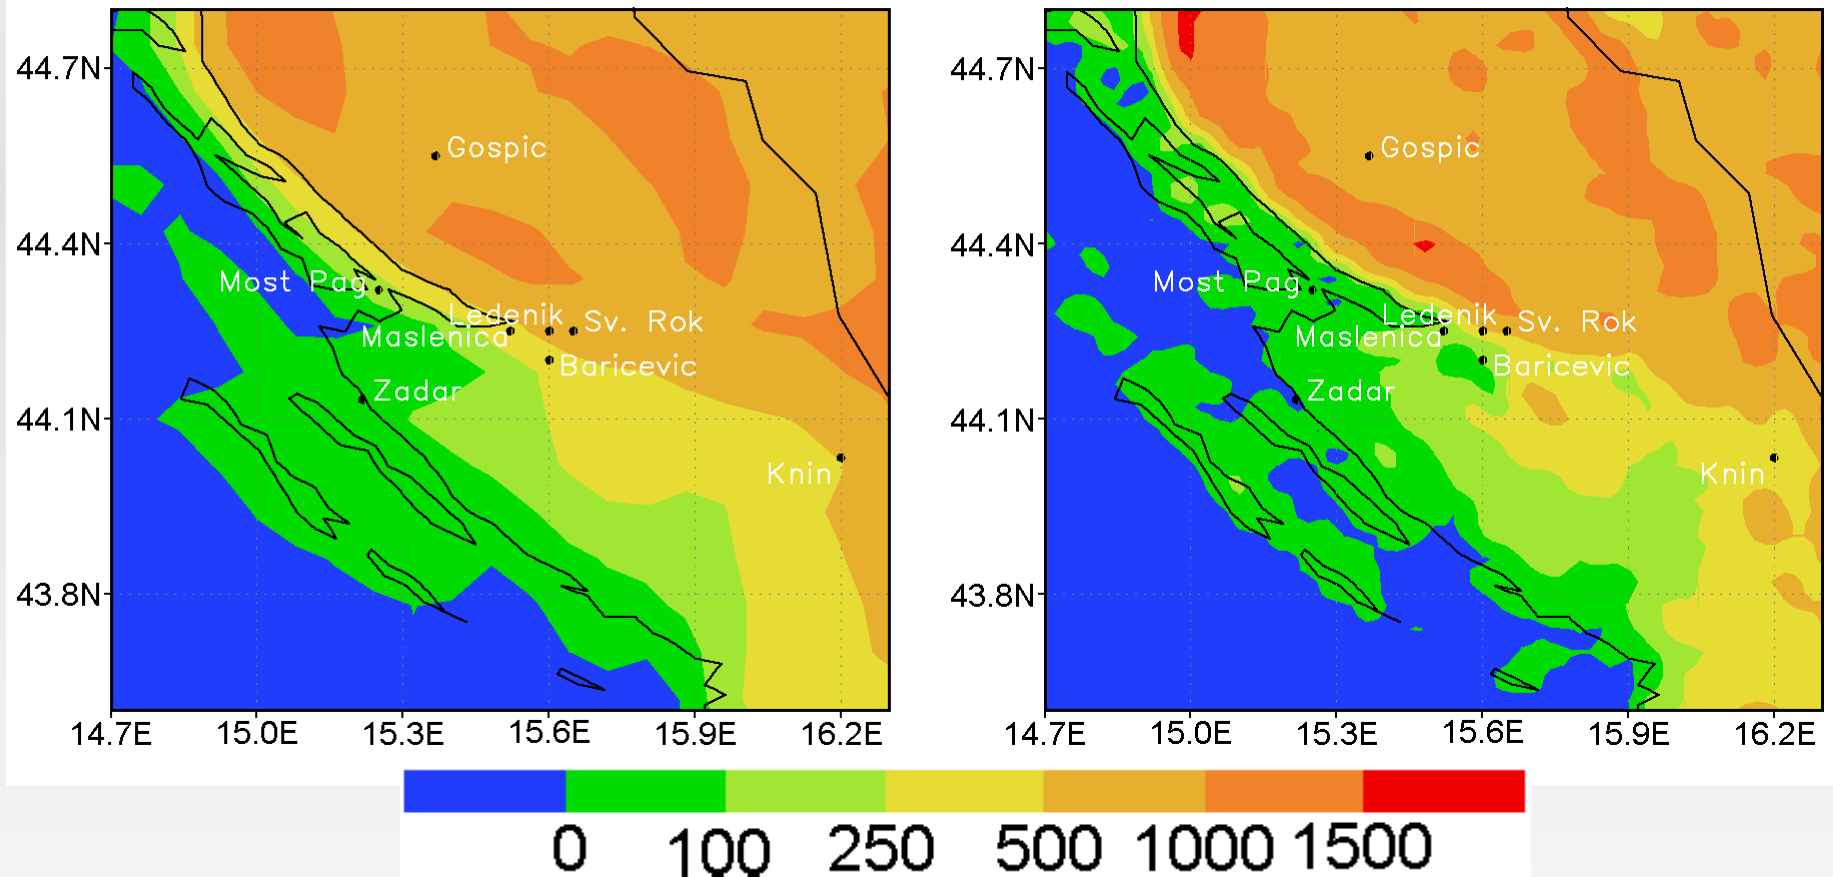 44.7N
44.4N
44.1N
43.8N
14.7E 15.0E 15.3E 15.6E 15.9E 16.2E
Gospic
Most Pag
Ledenik
Sv. Rok
Maslenica
Baricevic
Zadar
Knin
44.7N
44.4N
44.1N
43.8N
14.7E 15.0E 15.3E 15.6E 15.9E 16.2E
Gospic
Most Pag
Ledenik
Sv. Rok
Maslenica
Baricevic
Zadar
Knin
0 100 250 500 1000 1500